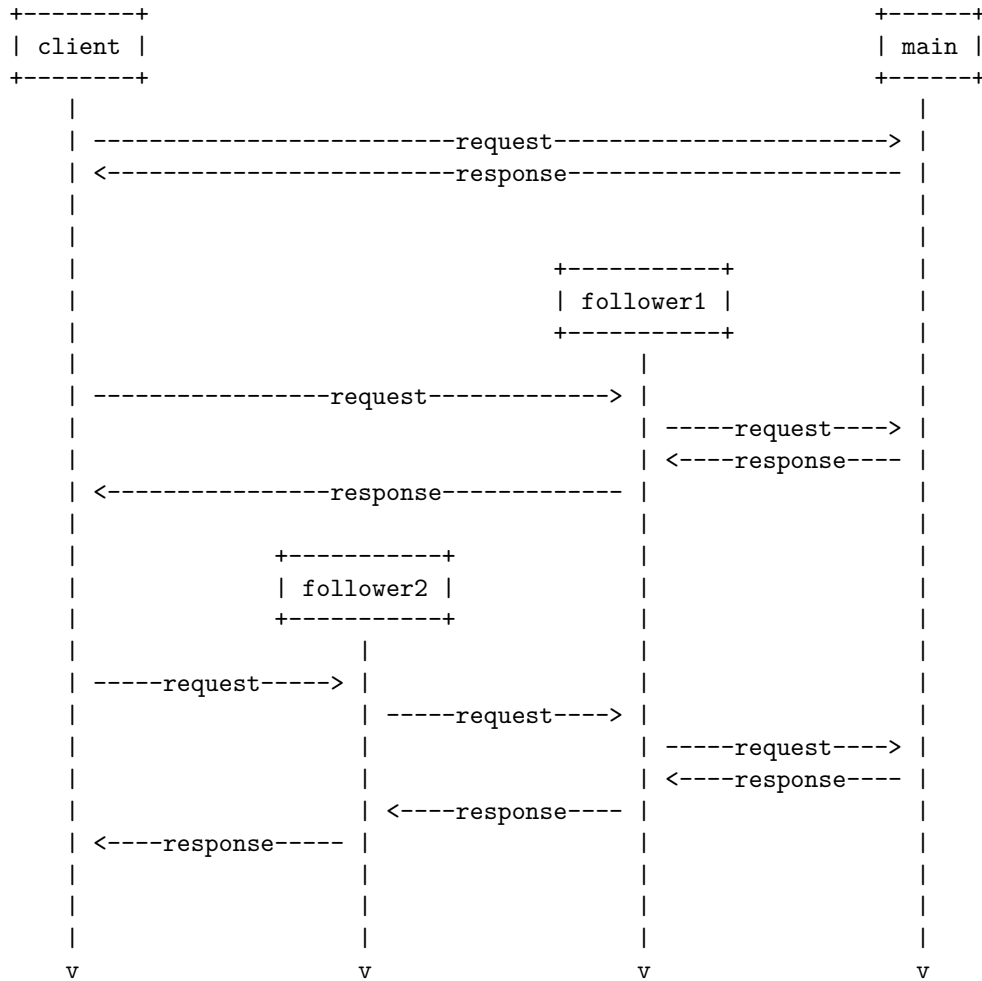 client main
request
response
follower1
request
request
response
response
follower2
request
request
request
response
response
response
v v v v